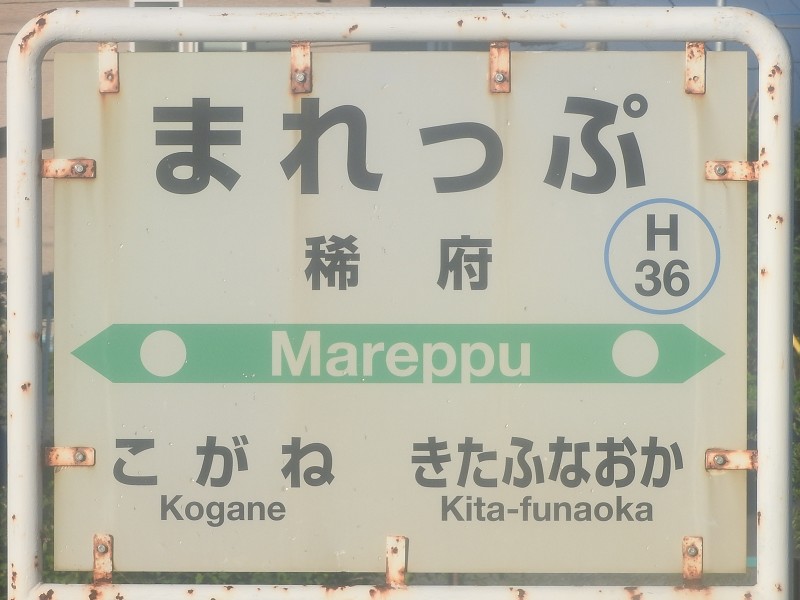 まれっぷ
稀府
H
36
Mareppu
こがね きたふなおか
Kogane Kita-funaoka